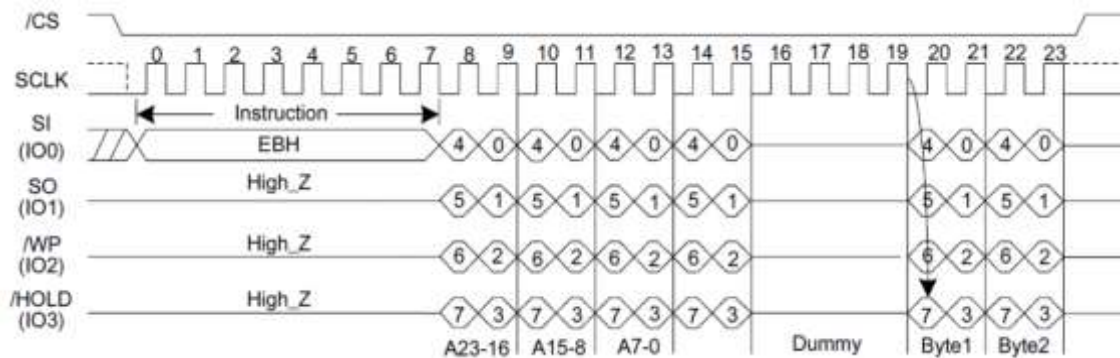 /CS
0 1 2 3 4 5 6 7 8 9 10 11 12 13 14 15 16 17 18 19 20 21 22 23
SCLK
Instruction
SI
(IO0)
EBH
4 0 4 0 4 0 4 0 4 0 4 0
SO
(IO1)
High_Z
5 1 5 1 5 1 5 1 5 1 5 1
/WP
(IO2)
High_Z
6 2 6 2 6 2 6 2 6 2 6 2
/HOLD
(IO3)
High_Z
7 3 7 3 7 3 7 3 7 3 7 3
A23-16 A15-8 A7-0 Dummy Byte1 Byte2